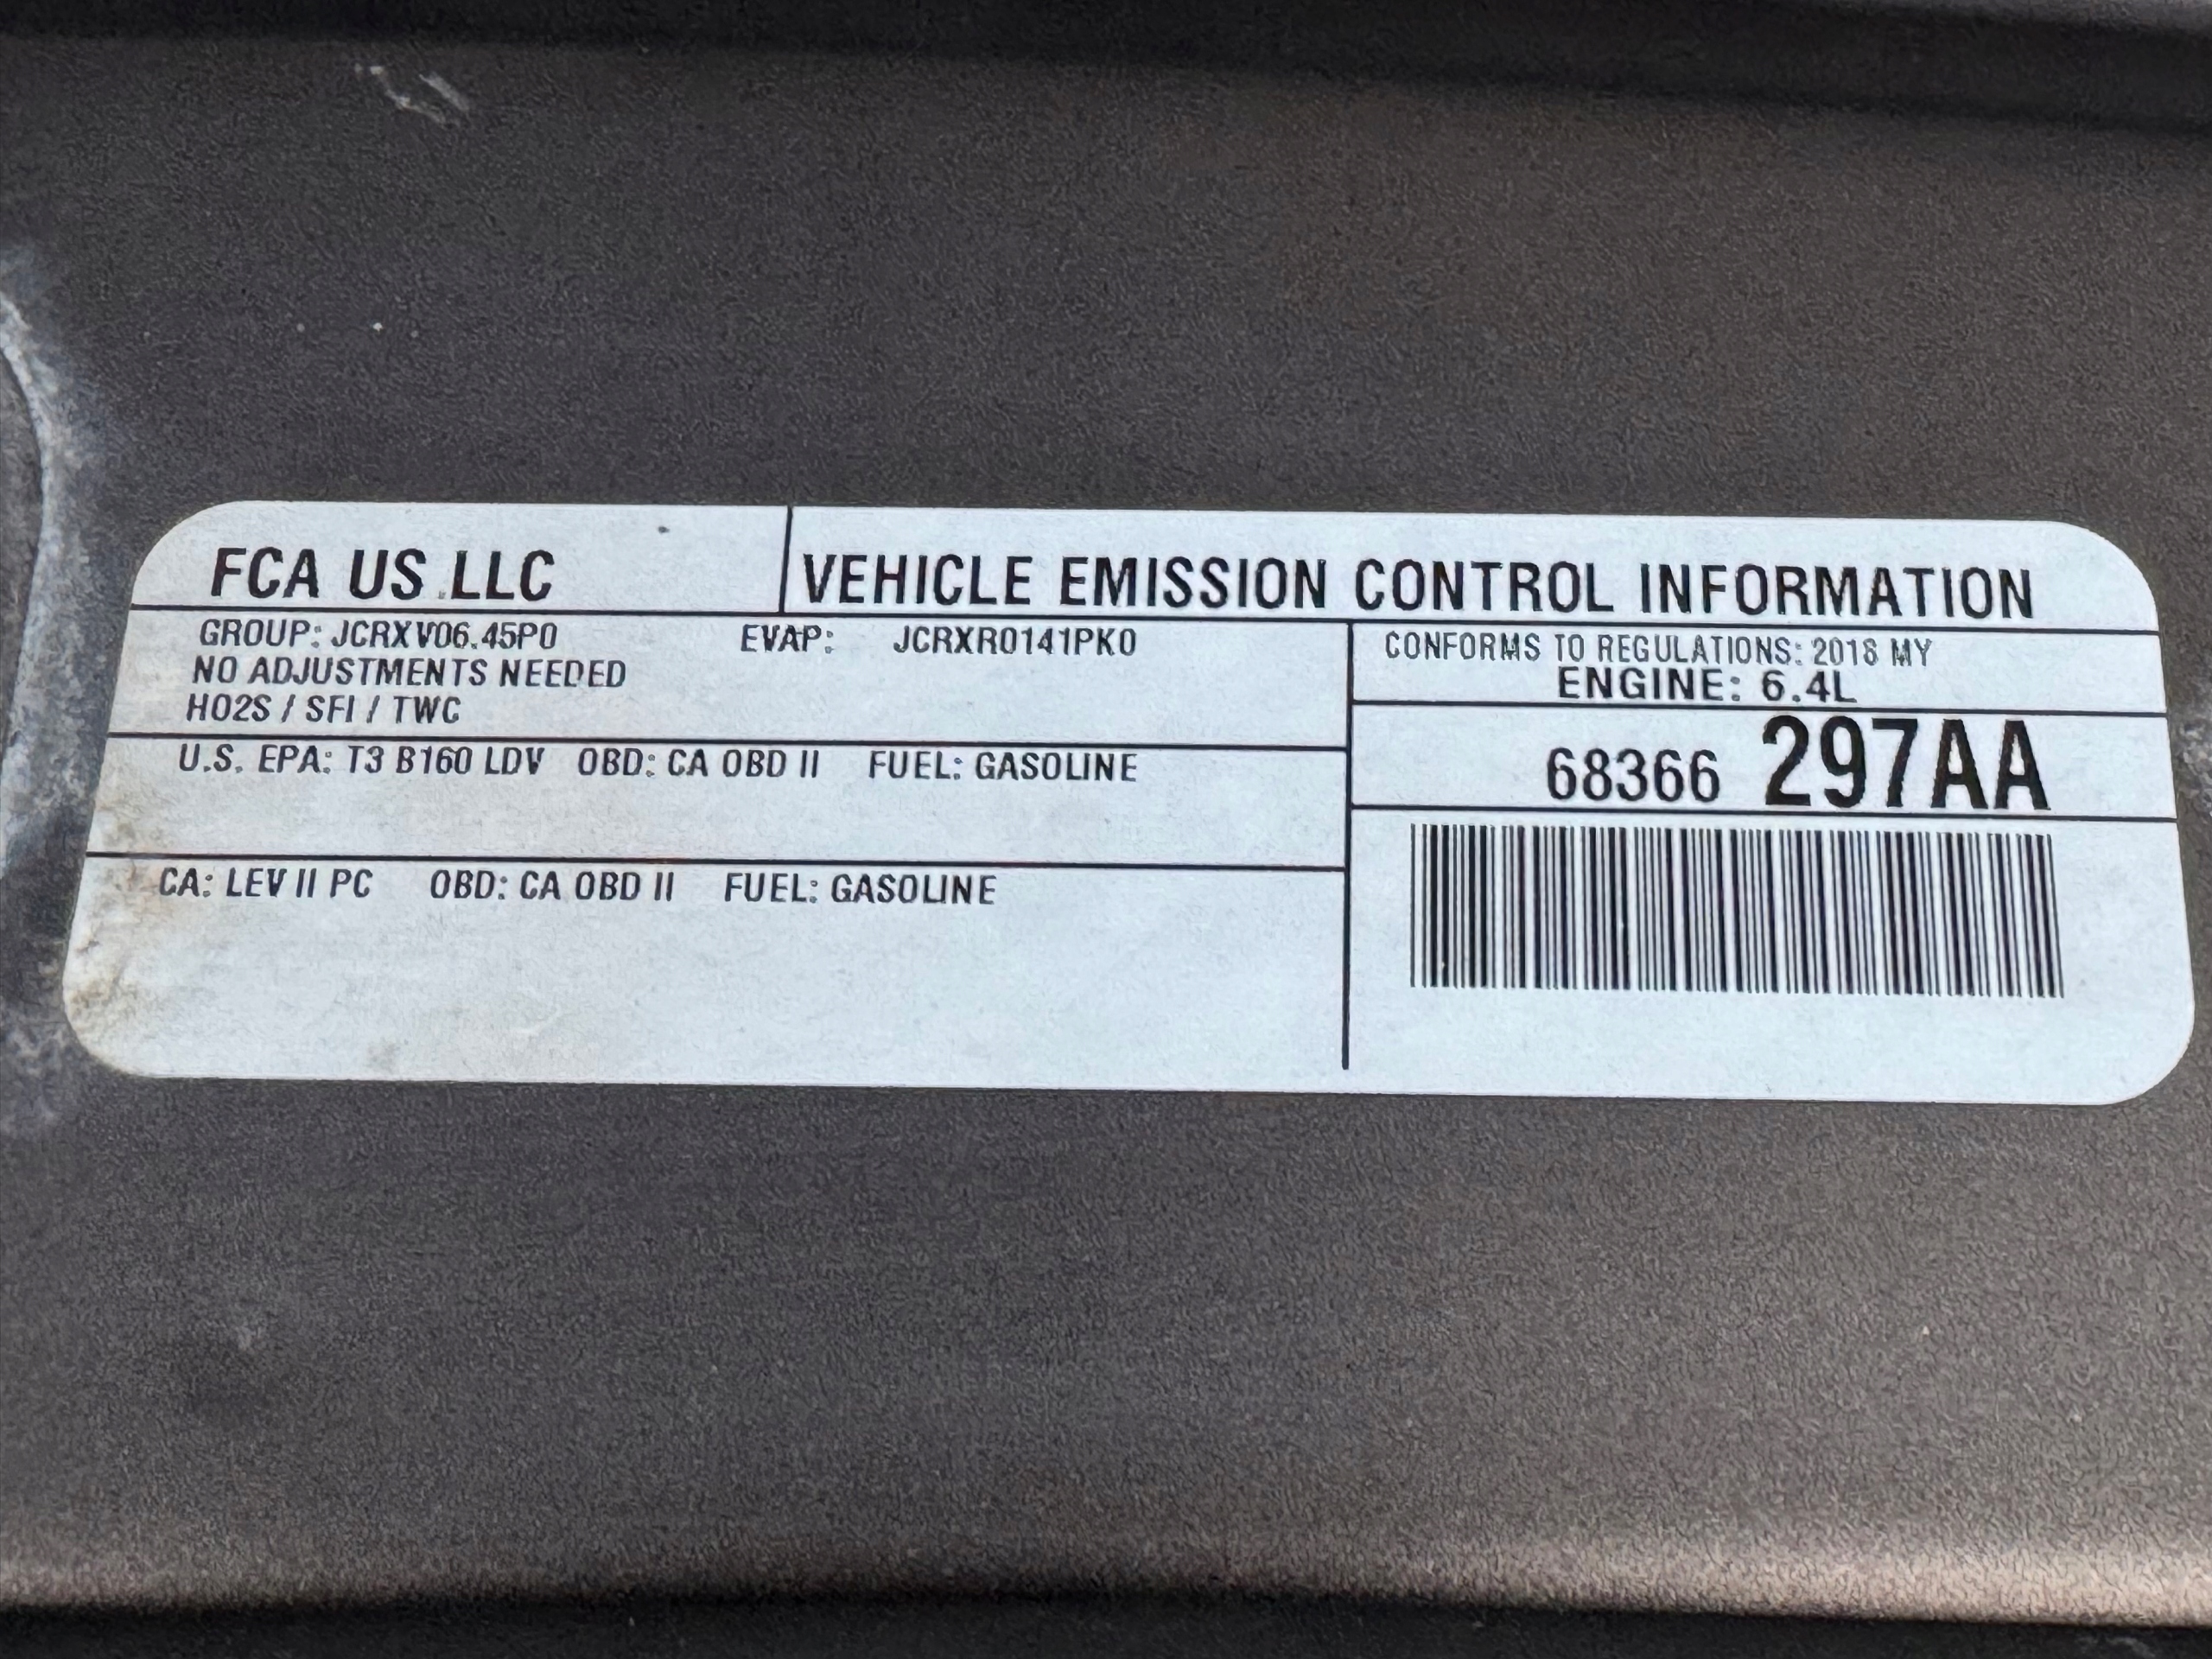 FCA US LLC VEHICLE EMISSION CONTROL INFORMATION
GROUP: JCRXV06.45P0 EVAP: JCRXR0141PK0
NO ADJUSTMENTS NEEDED
HO2S / SFI / TWC
U.S. EPA: T3 B160 LDV OBD: CA OBD II FUEL: GASOLINE
CA: LEV II PC OBD: CA OBD II FUEL: GASOLINE
CONFORMS TO REGULATIONS: 2018 MY
ENGINE: 6.4L
68366 297AA